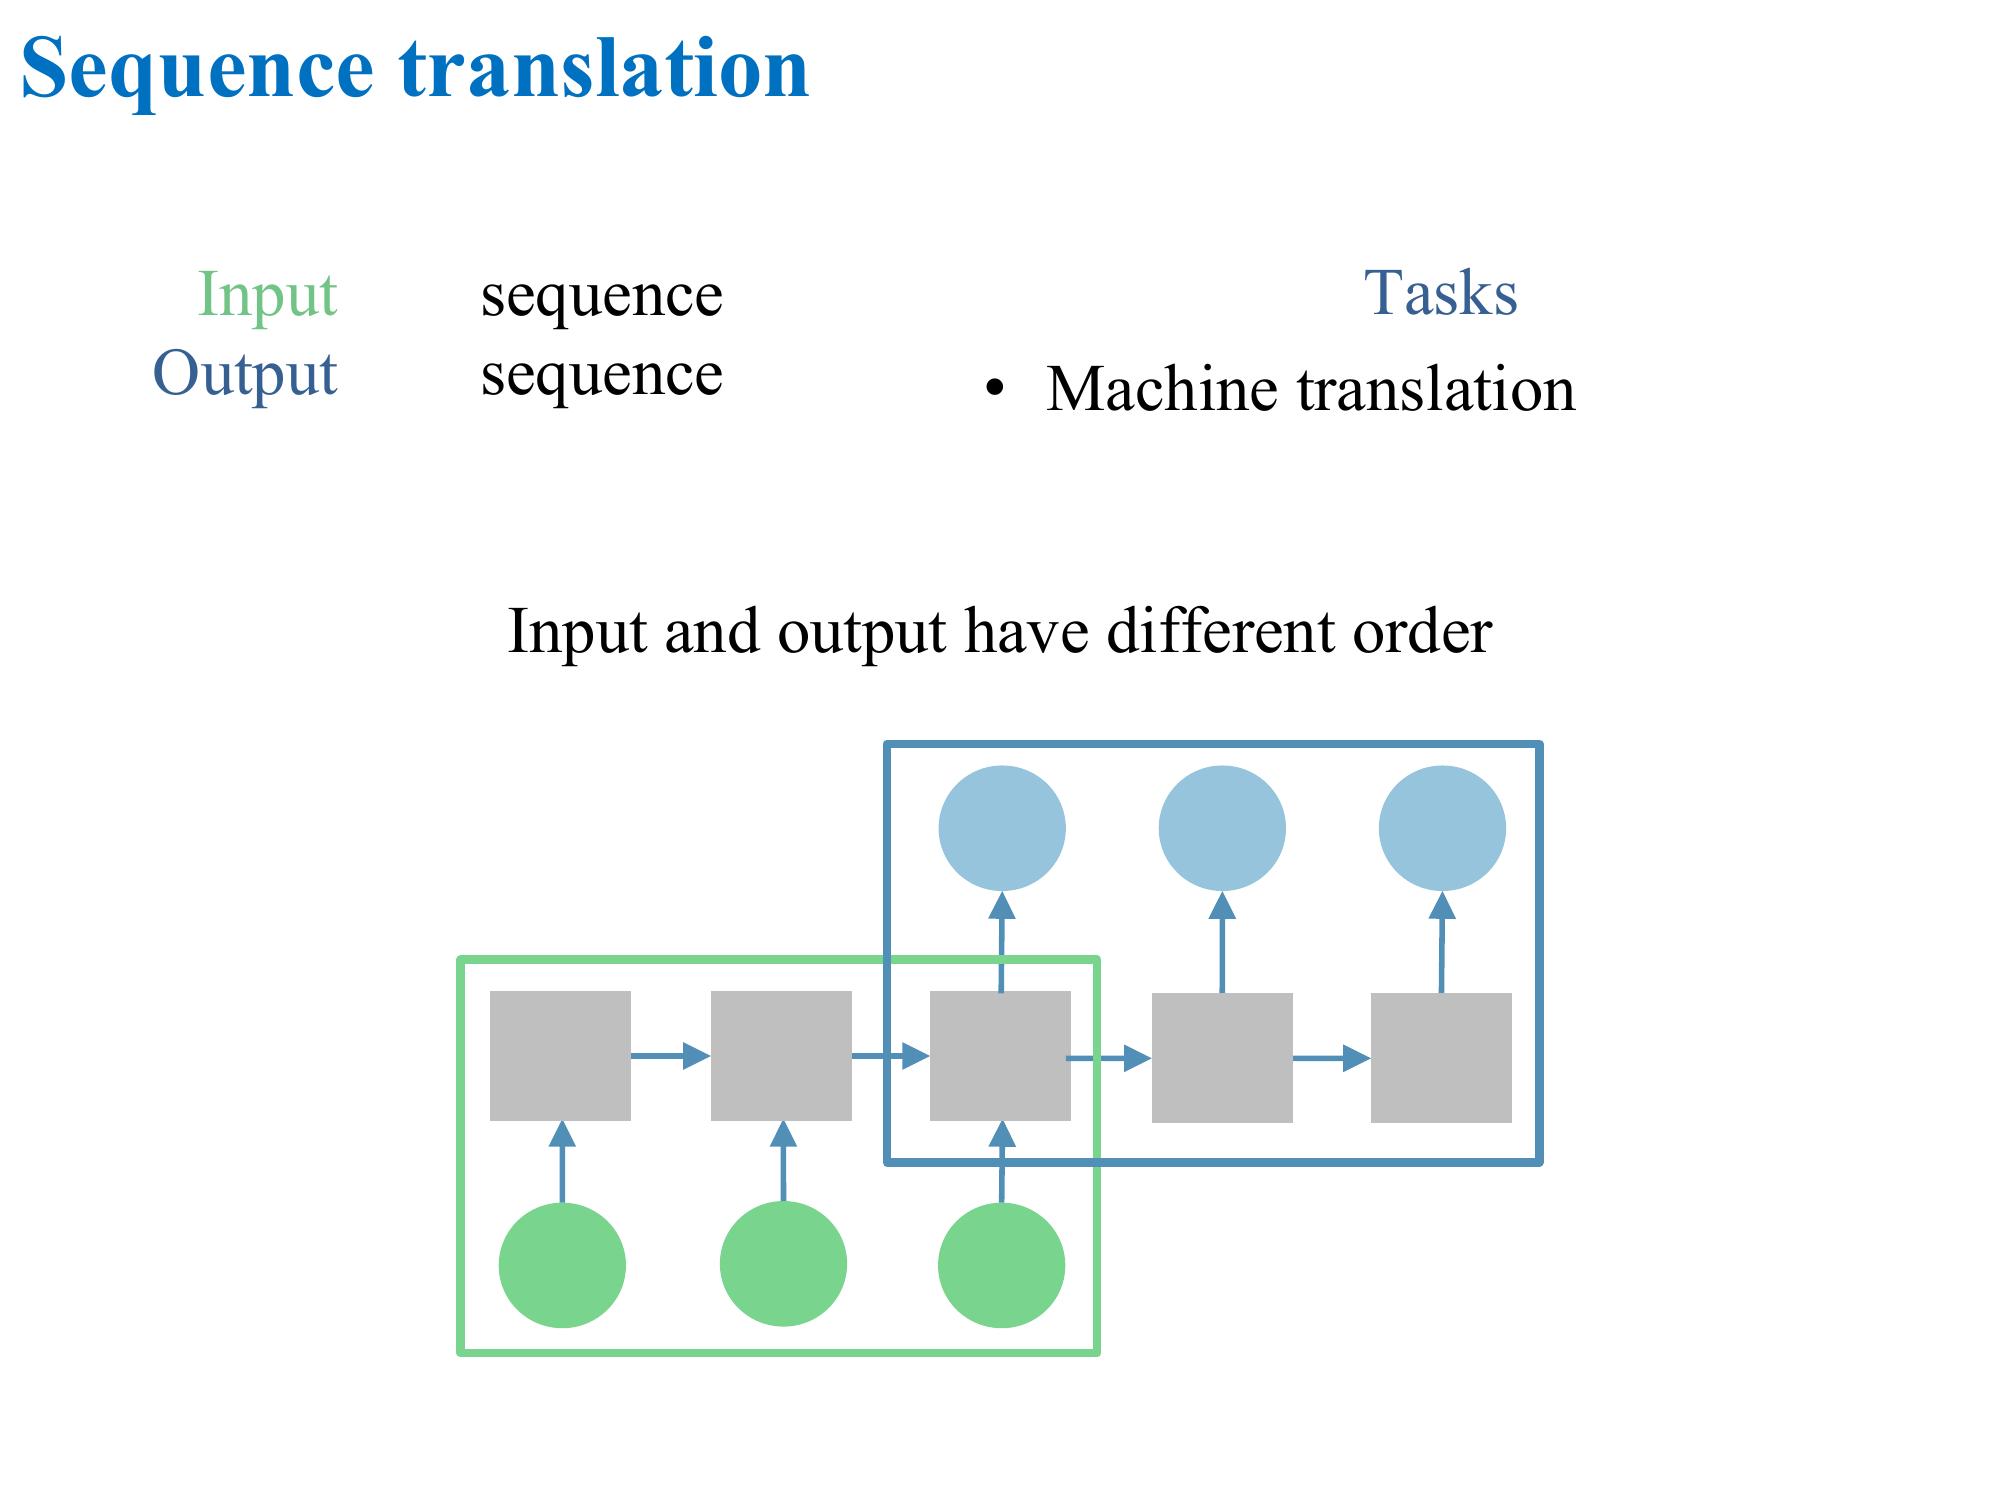 Sequence translation
Input sequence
Output sequence
Tasks
• Machine translation
Input and output have different order